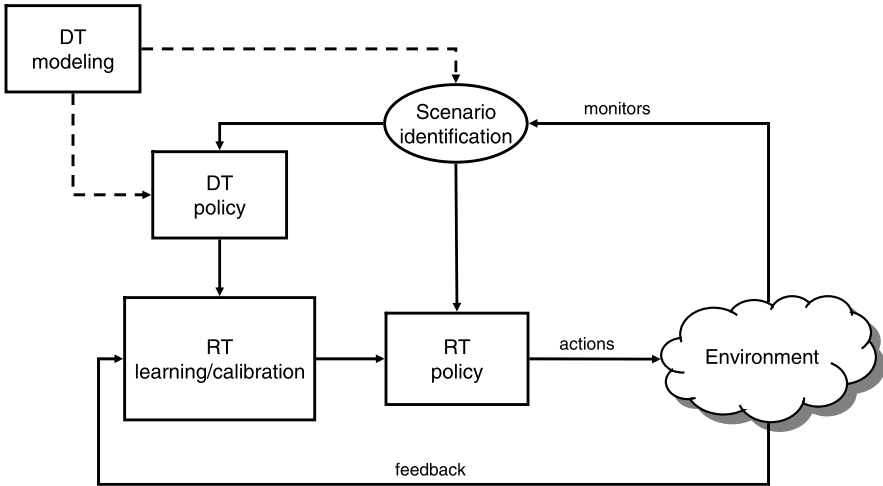 DT
modeling
Scenario
identification
monitors
DT
policy
RT
learning/calibration
RT
policy
actions
Environment
feedback